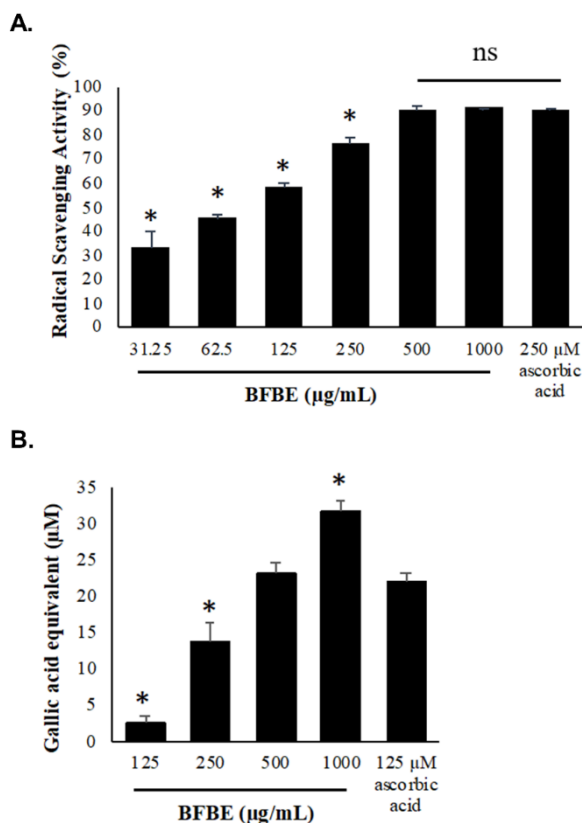 A.
ns
Radical Scavenging Activity (%)
100
90
80
70
60
50
40
30
20
10
0
*
*
*
*
31.25 62.5 125 250 500 1000 250 µM
ascorbic
acid
BFBE (µg/mL)
B.
Gallic acid equivalent (µM)
35
30
25
20
15
10
5
0
*
*
*
125 250 500 1000 125 µM
ascorbic
acid
BFBE (µg/mL)